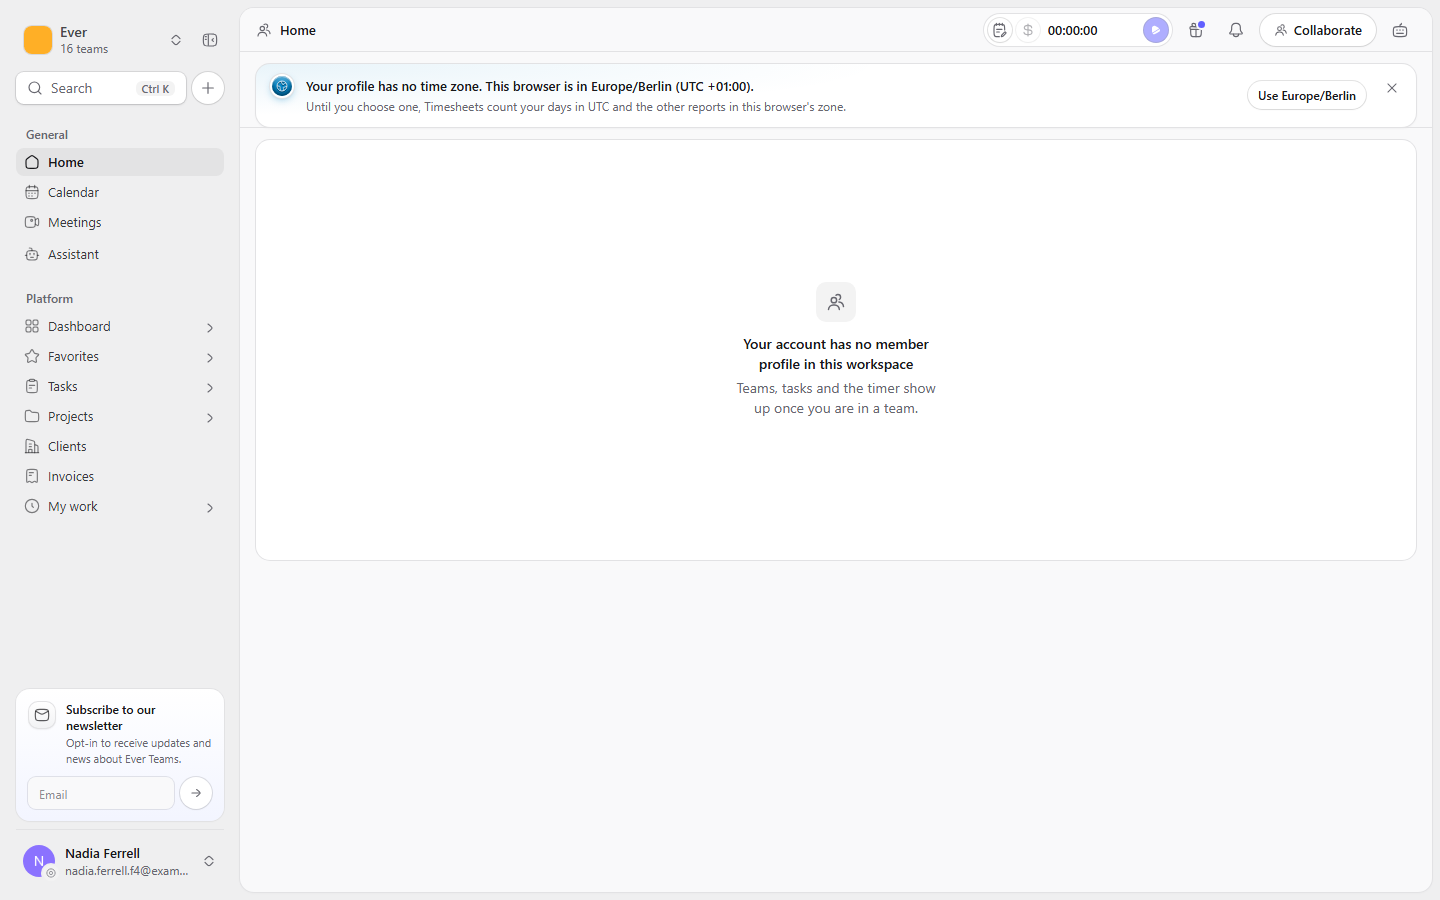 Ever
16 teams
Search
Ctrl K
General
Home
Calendar
Meetings
Assistant
Platform
Dashboard
Favorites
Tasks
Projects
Clients
Invoices
My work
Subscribe to our
newsletter
Opt-in to receive updates and
news about Ever Teams.
Email
N
Nadia Ferrell
nadia.ferrell.f4@exam...
Home
00:00:00
Collaborate
Your profile has no time zone. This browser is in Europe/Berlin (UTC +01:00).
Until you choose one, Timesheets count your days in UTC and the other reports in this browser's zone.
Use Europe/Berlin
Your account has no member
profile in this workspace
Teams, tasks and the timer show
up once you are in a team.